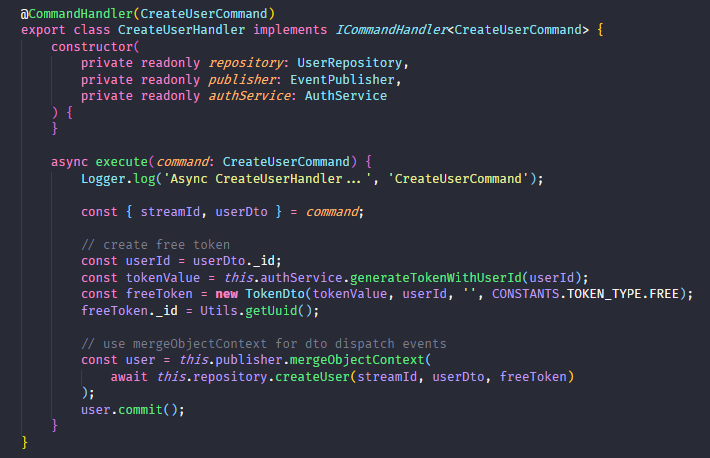 @CommandHandler(CreateUserCommand)
export class CreateUserHandler implements ICommandHandler<CreateUserCommand> {
    constructor(
        private readonly repository: UserRepository,
        private readonly publisher: EventPublisher,
        private readonly authService: AuthService
    ) {
    }

    async execute(command: CreateUserCommand) {
        Logger.log('Async CreateUserHandler...', 'CreateUserCommand');

        const { streamId, userDto } = command;

        // create free token
        const userId = userDto._id;
        const tokenValue = this.authService.generateTokenWithUserId(userId);
        const freeToken = new TokenDto(tokenValue, userId, '', CONSTANTS.TOKEN_TYPE.FREE);
        freeToken._id = Utils.getUuid();

        // use mergeObjectContext for dto dispatch events
        const user = this.publisher.mergeObjectContext(
            await this.repository.createUser(streamId, userDto, freeToken)
        );
        user.commit();
    }
}